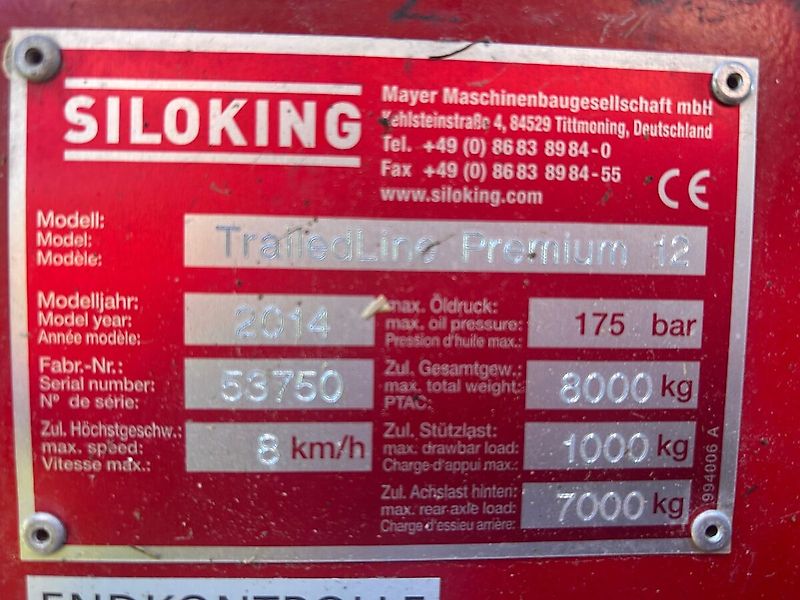 SILOKING
Mayer Maschinenbaugesellschaft mbH
Kehlsteinstraße 4, 84529 Tittmoning, Deutschland
Tel. +49 (0) 86 83 89 84-0
Fax +49 (0) 86 83 89 84-55
www.siloking.com
CE
Modell:
Model:
Modèle:
TrailedLine Premium 12
Modelljahr:
Model year:
Année modèle:
2014
max. Öldruck:
max. oil pressure:
Pression d'huile max.:
175 bar
Fabr.-Nr.:
Serial number:
N° de série:
53750
Zul. Gesamtgew.:
max. total weight:
PTAC:
8000 kg
Zul. Höchstgeschw.:
max. speed:
Vitesse max.:
8 km/h
Zul. Stützlast:
max. drawbar load:
Charge d'appui max.:
1000 kg
Zul. Achslast hinten:
max. rear axle load:
Charge d'essieu arrière:
7000 kg
994006 A
ENDKONTROLLE